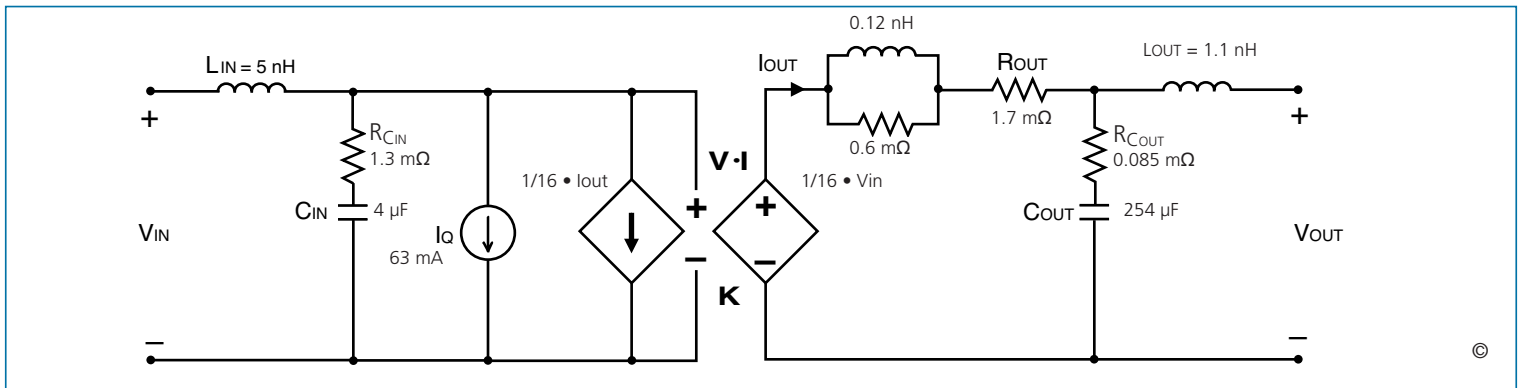 0.12 nH
LIN = 5 nH
IOUT
ROUT
LOUT = 1.1 nH
+
+
RCIN
1.3 mΩ
0.6 mΩ
1.7 mΩ
RCOUT
0.085 mΩ
V•I
1/16 • Iout
1/16 • Vin
+
+
CIN
4 µF
COUT
254 µF
VIN
IQ
63 mA
VOUT
–
–
K
–
–
©